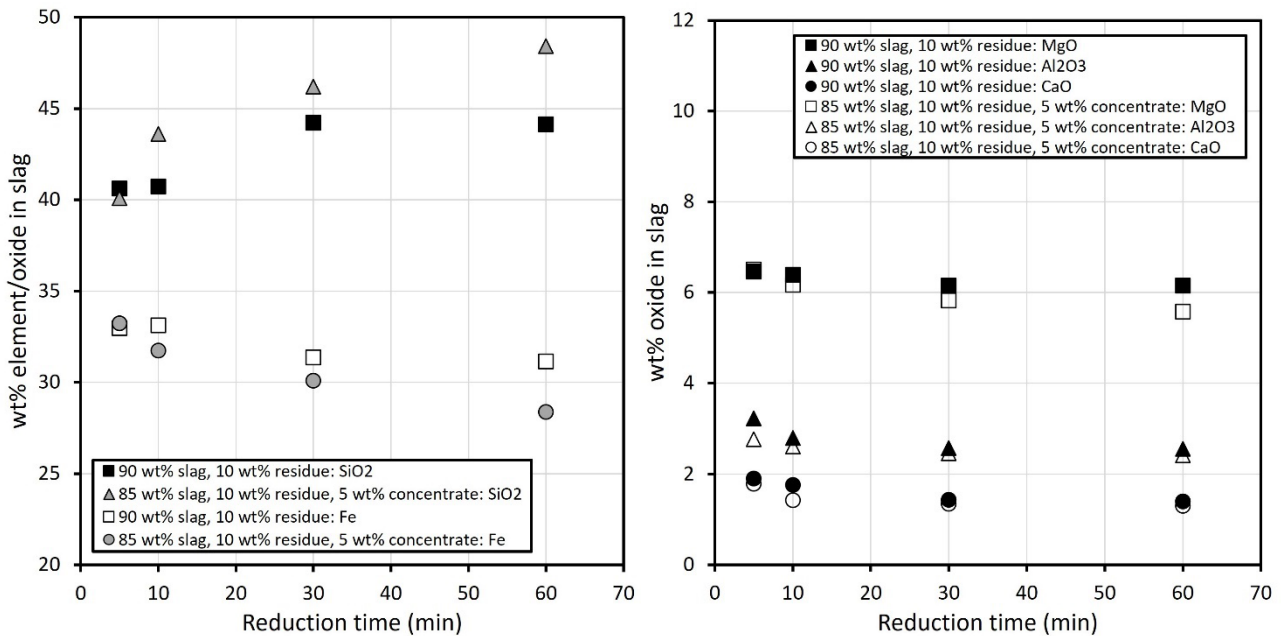 50
45
40
35
30
25
20
wt% element/oxide in slag
90 wt% slag, 10 wt% residue: SiO2
85 wt% slag, 10 wt% residue, 5 wt% concentrate: SiO2
90 wt% slag, 10 wt% residue: Fe
85 wt% slag, 10 wt% residue, 5 wt% concentrate: Fe
0 10 20 30 40 50 60 70
Reduction time (min)
12
10
8
6
4
2
0
wt% oxide in slag
90 wt% slag, 10 wt% residue: MgO
90 wt% slag, 10 wt% residue: Al2O3
90 wt% slag, 10 wt% residue: CaO
85 wt% slag, 10 wt% residue, 5 wt% concentrate: MgO
85 wt% slag, 10 wt% residue, 5 wt% concentrate: Al2O3
85 wt% slag, 10 wt% residue, 5 wt% concentrate: CaO
0 10 20 30 40 50 60 70
Reduction time (min)